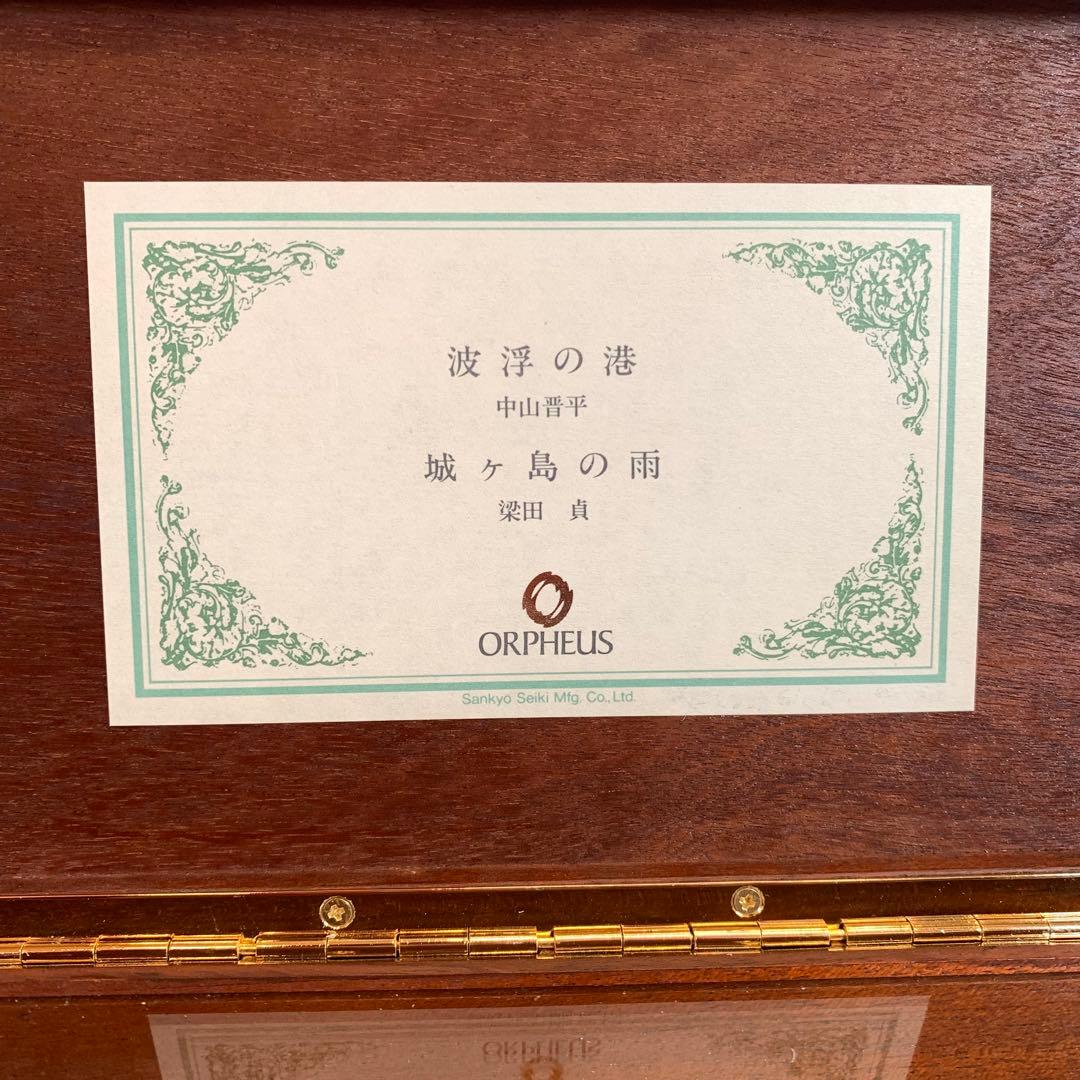 波浮の港
中山晋平
城ヶ島の雨
梁田 貞
ORPHEUS
Sankyo Seiki Mfg. Co., Ltd.